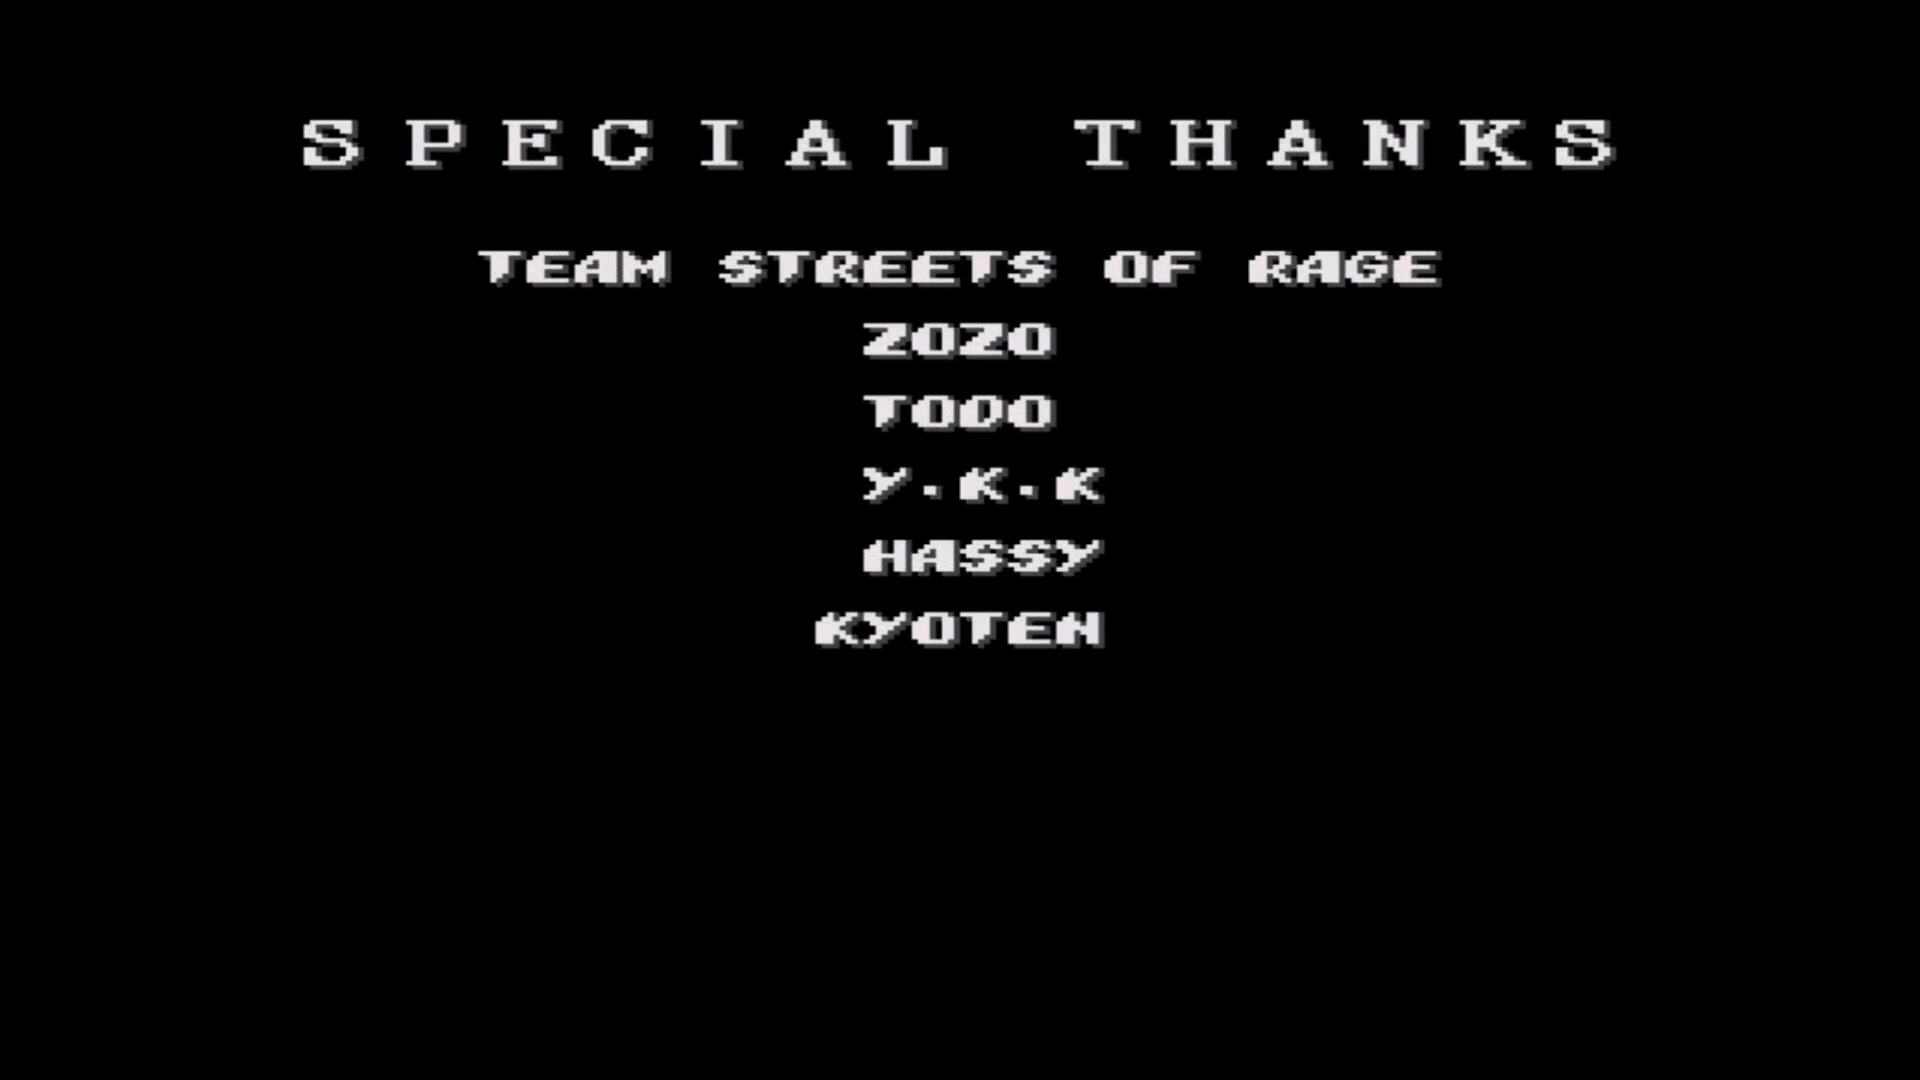 SPECIAL THANKS
TEAM STREETS OF RAGE
ZOZO
TODO
Y.K.K
HASSY
KYOTEN